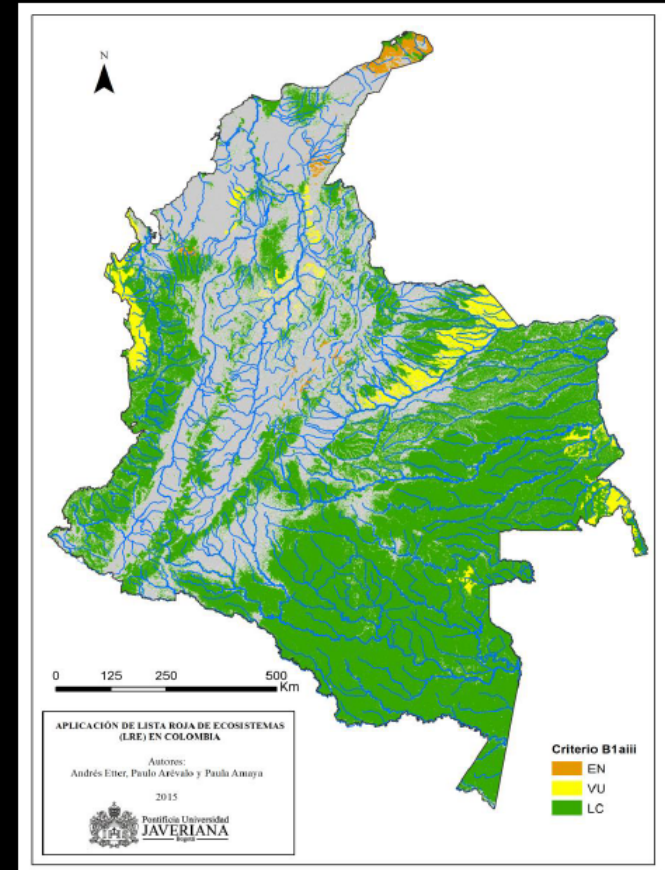 N
0 125 250 500
Km
APLICACIÓN DE LISTA ROJA DE ECOSISTEMAS
(LRE) EN COLOMBIA
Autores:
Andrés Etter, Paulo Arévalo y Paula Amaya
2015
Pontificia Universidad
JAVERIANA
Bogotá
Criterio B1aiii
EN
VU
LC